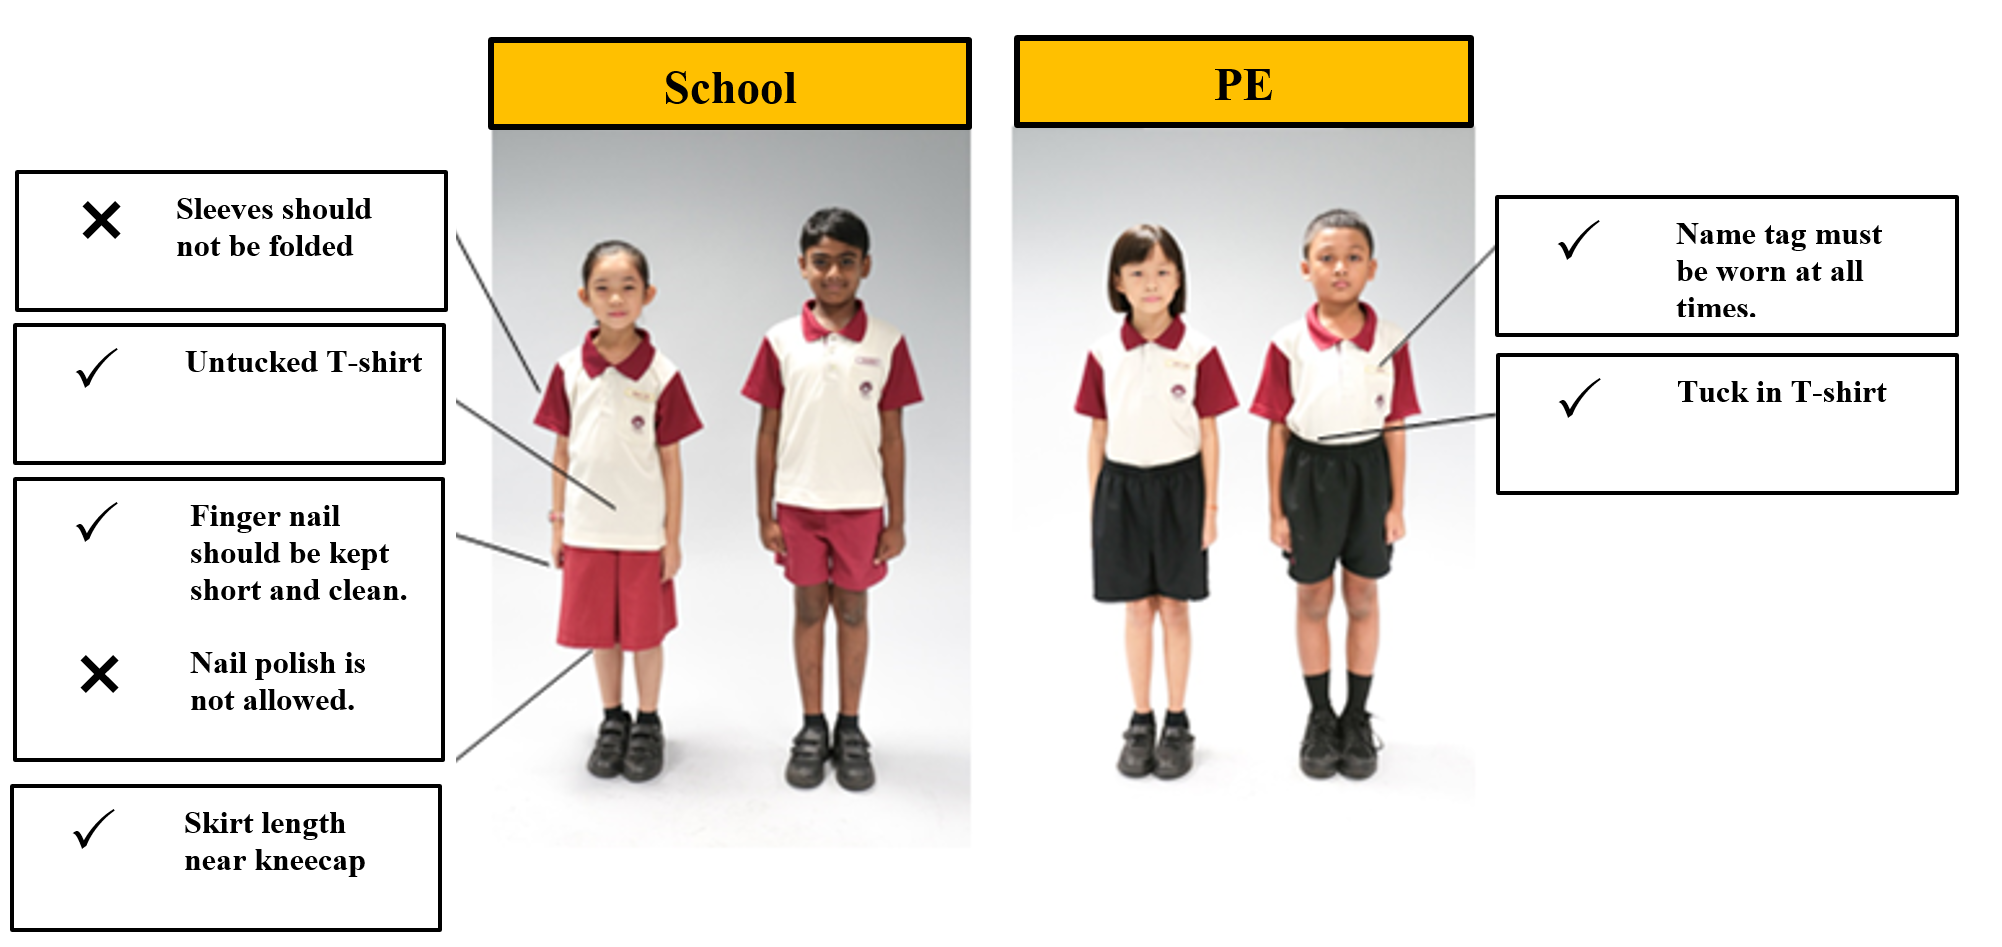 School
PE
Sleeves should
not be folded
Untucked T-shirt
Finger nail
should be kept
short and clean.
Nail polish is
not allowed.
Skirt length
near kneecap
Name tag must
be worn at all
times.
Tuck in T-shirt